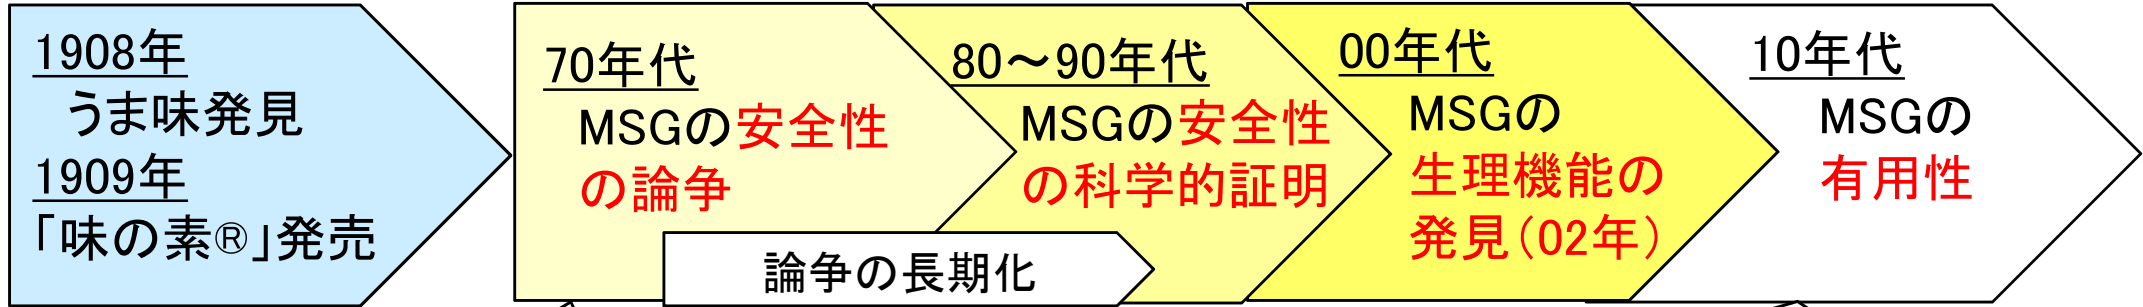 1908年
うま味発見
1909年
「味の素®」発売
70年代
MSGの安全性
の論争
80～90年代
MSGの安全性
の科学的証明
論争の長期化
00年代
MSGの
生理機能の
発見(02年)
10年代
MSGの
有用性